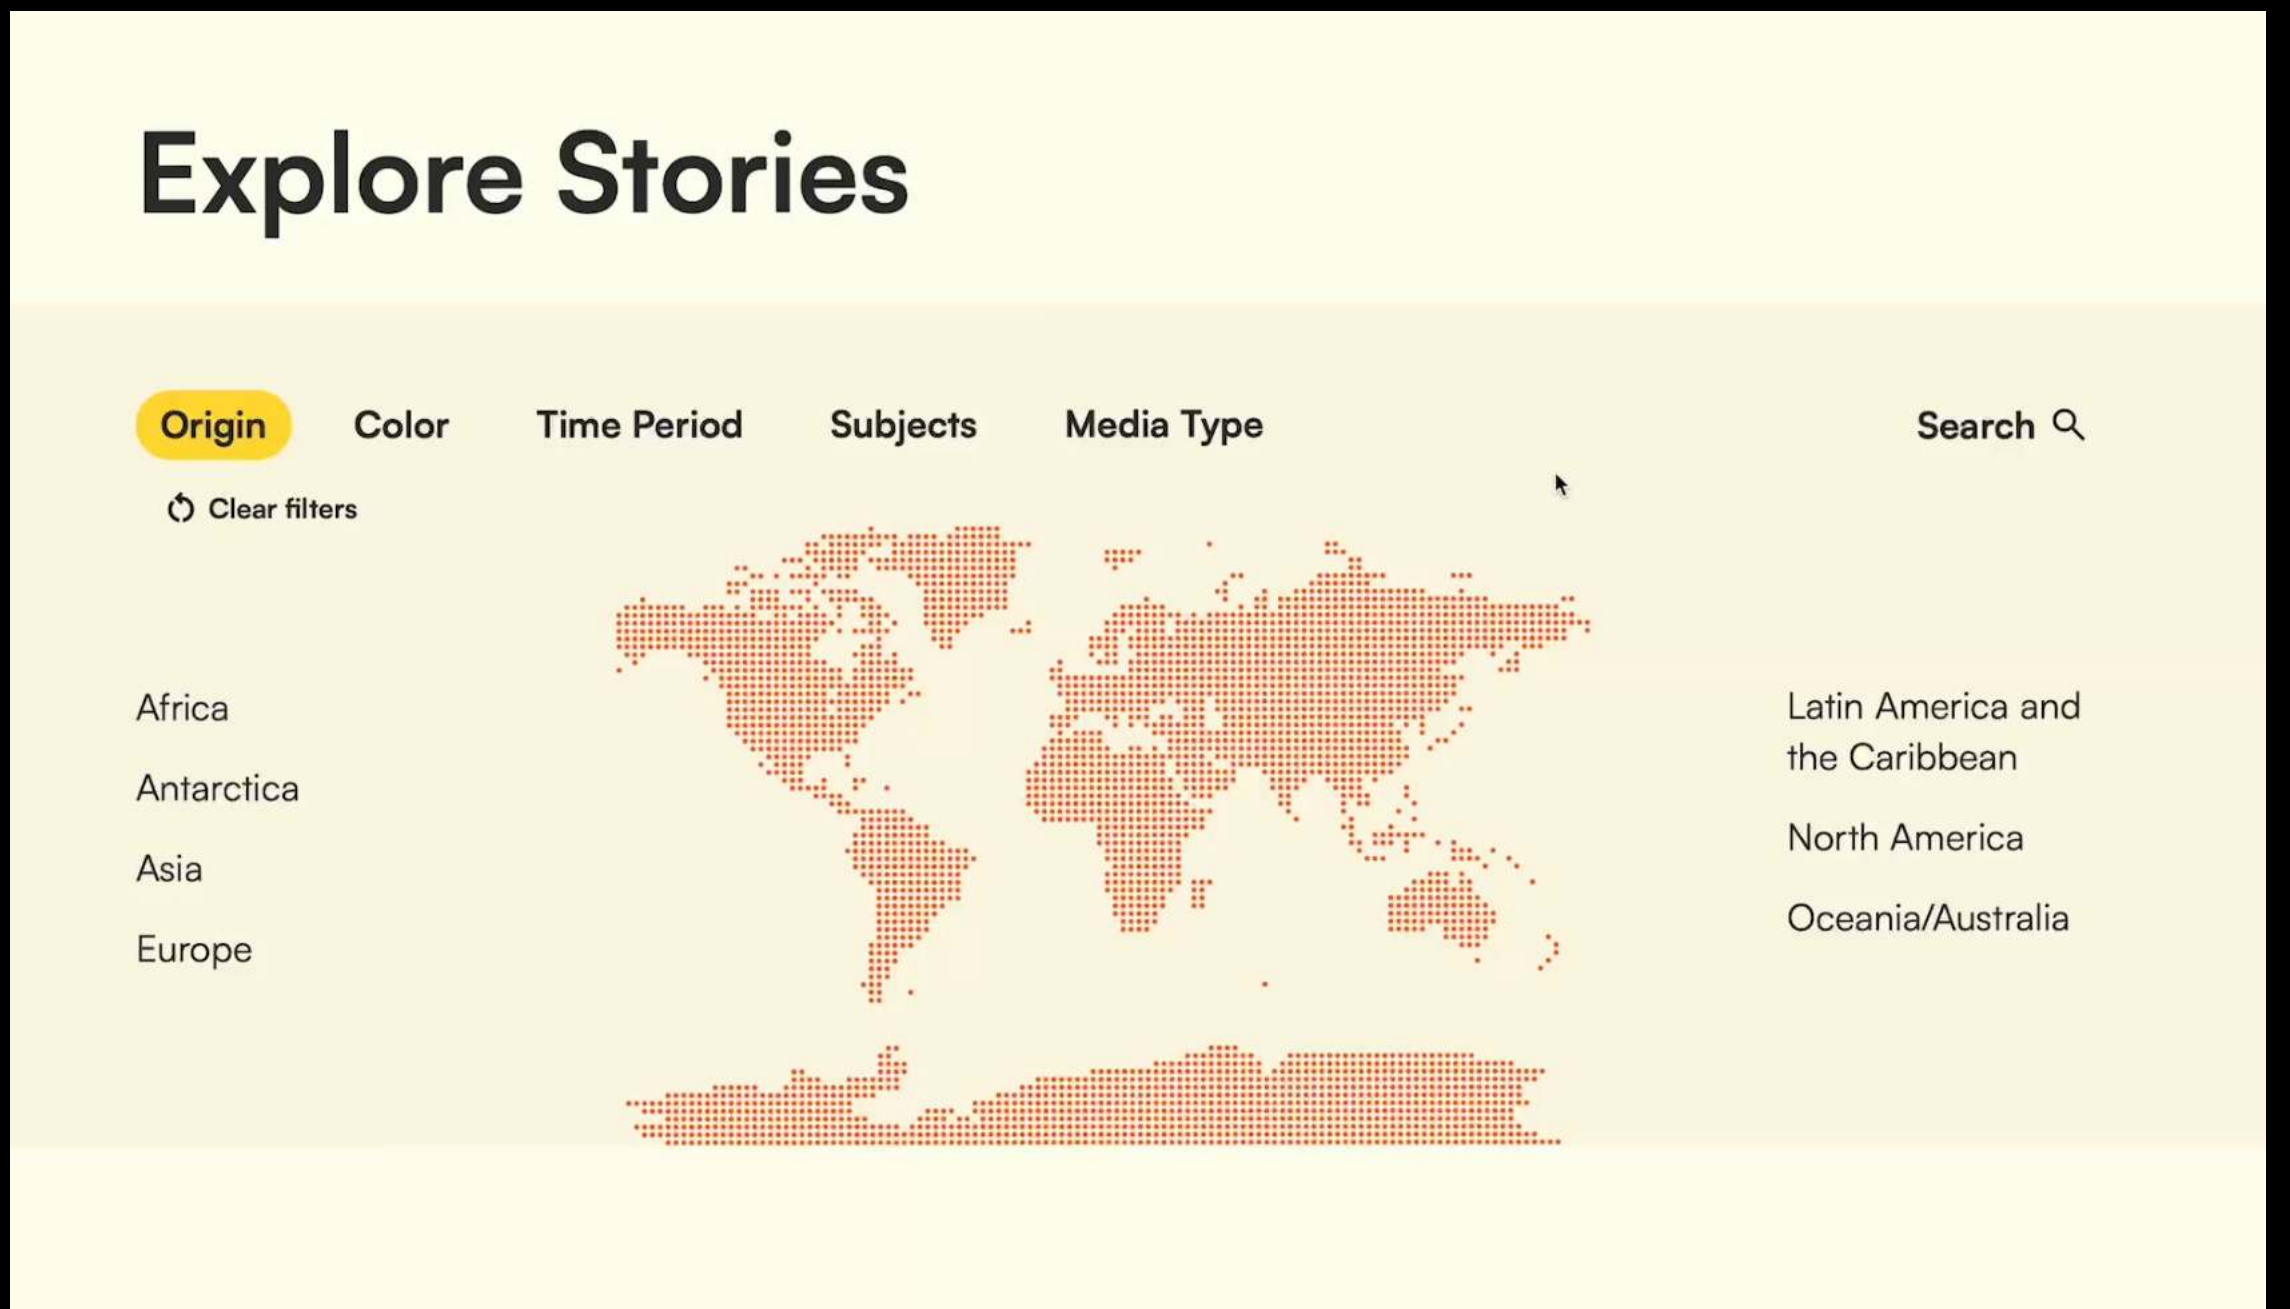 Explore Stories
Origin
Color
Time Period
Subjects
Media Type
Search
Clear filters
Africa
Antarctica
Asia
Europe
Latin America and
the Caribbean
North America
Oceania/Australia